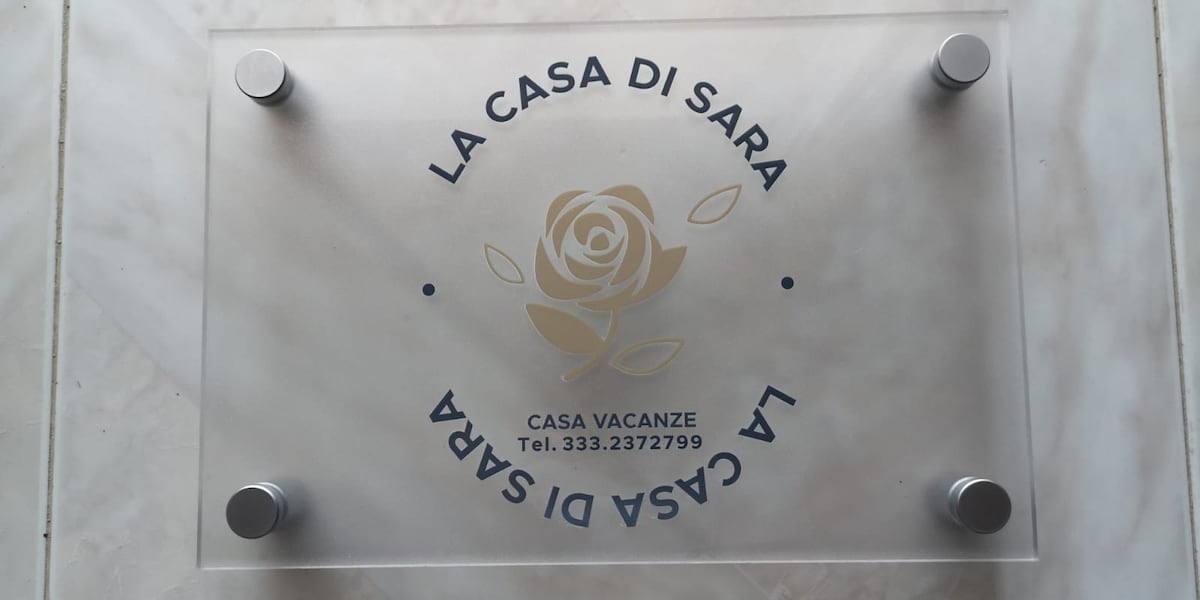 LA CASA DI SARA
CASA VACANZE
Tel. 333.2372799
LA CASA DI SARA